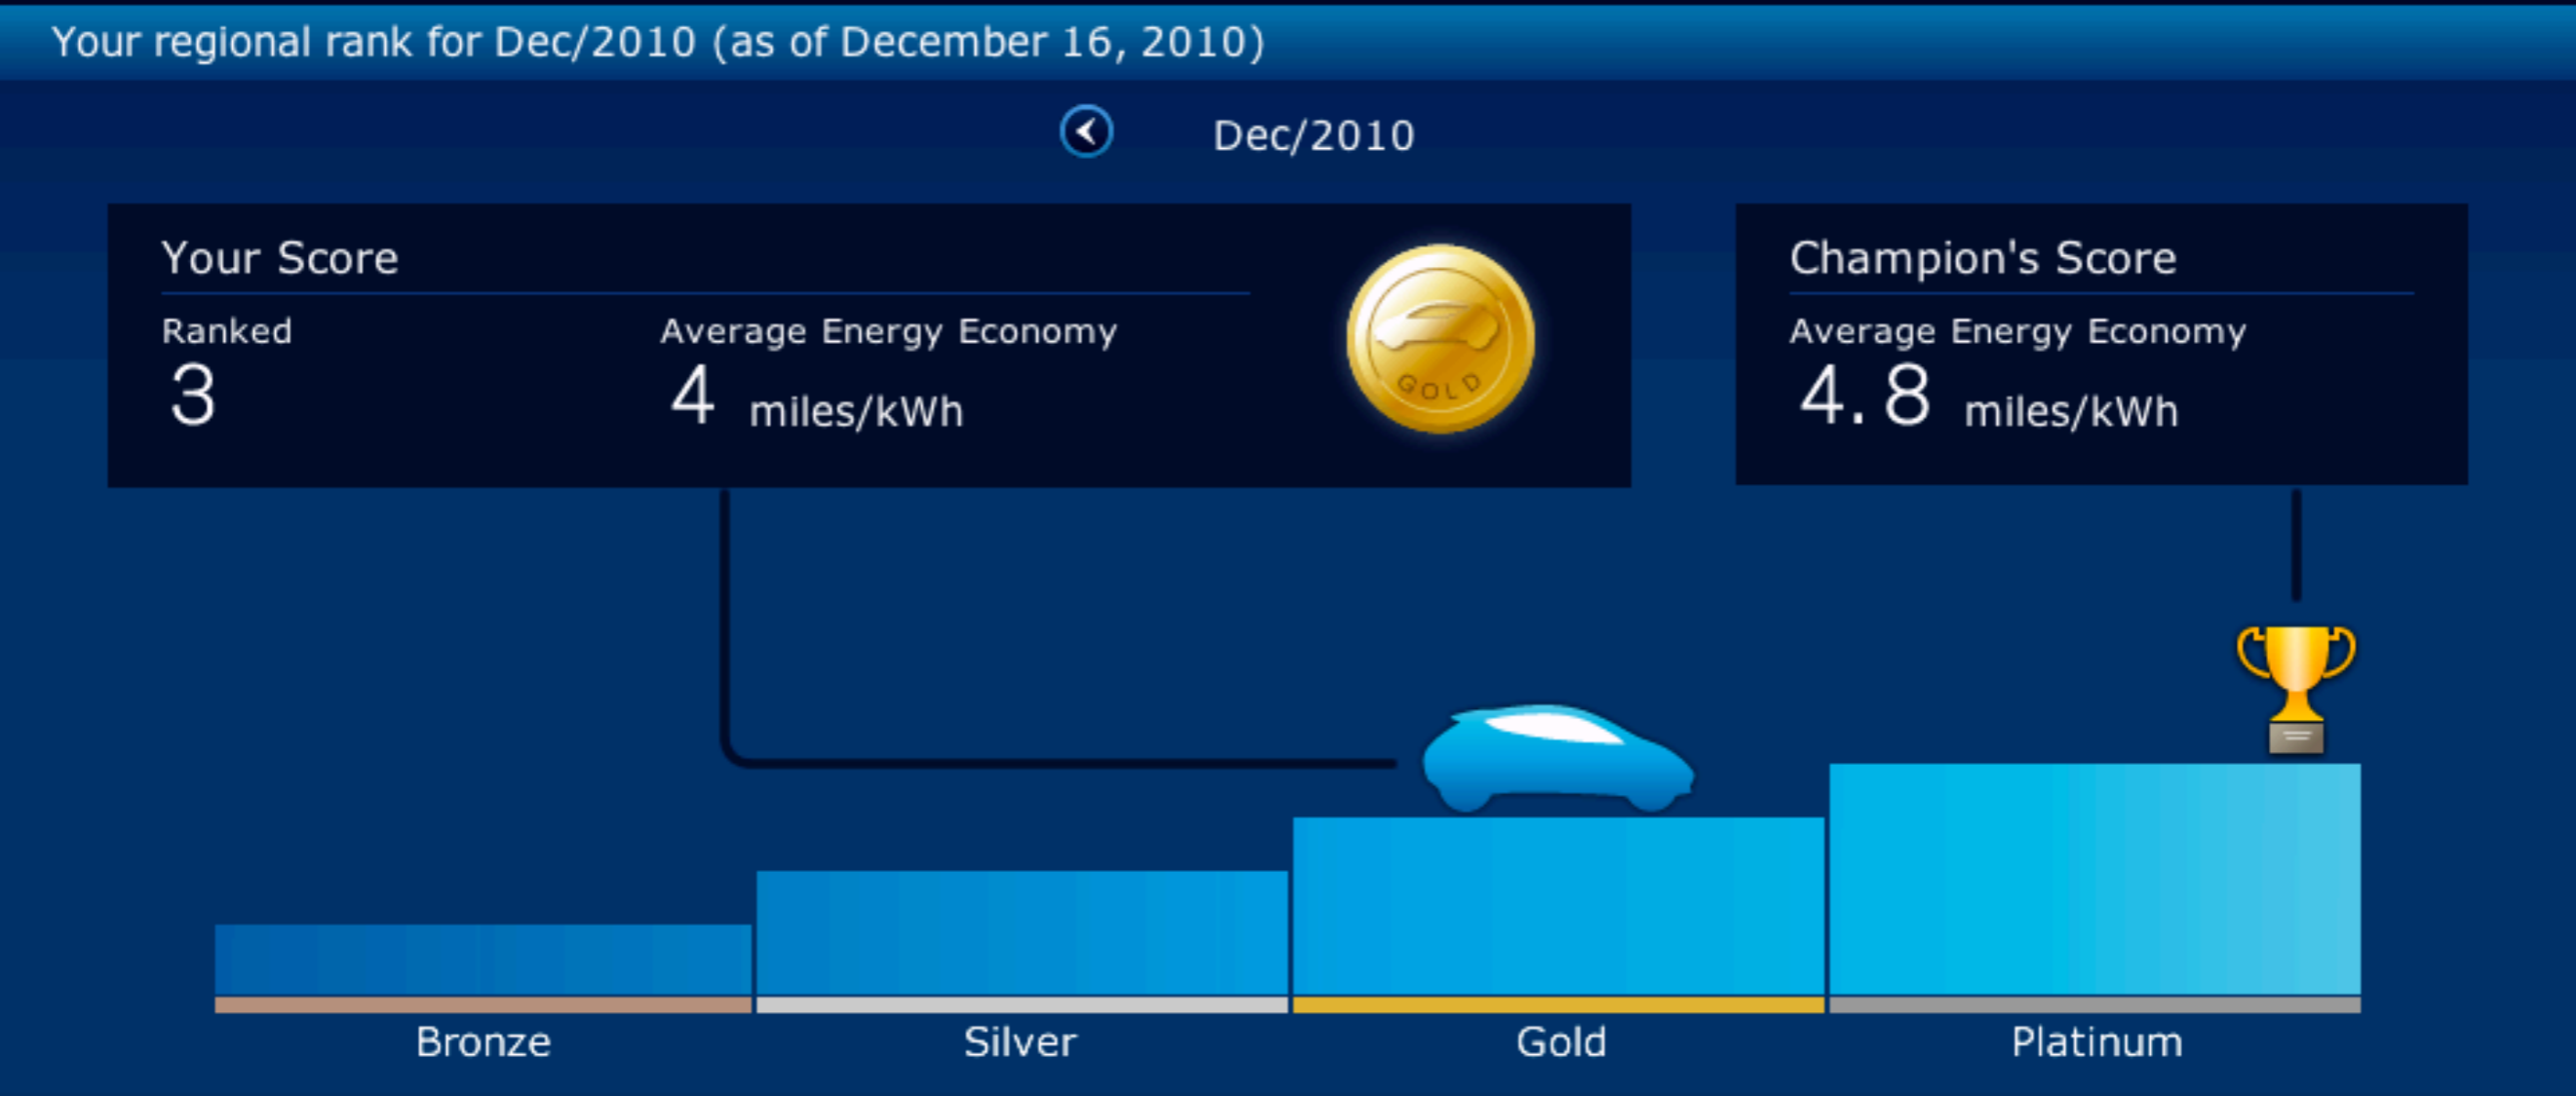 Your regional rank for Dec/2010 (as of December 16, 2010)
Dec/2010
Your Score
Ranked
3
Average Energy Economy
4 miles/kWh
GOLD
Champion's Score
Average Energy Economy
4.8 miles/kWh
Bronze
Silver
Gold
Platinum